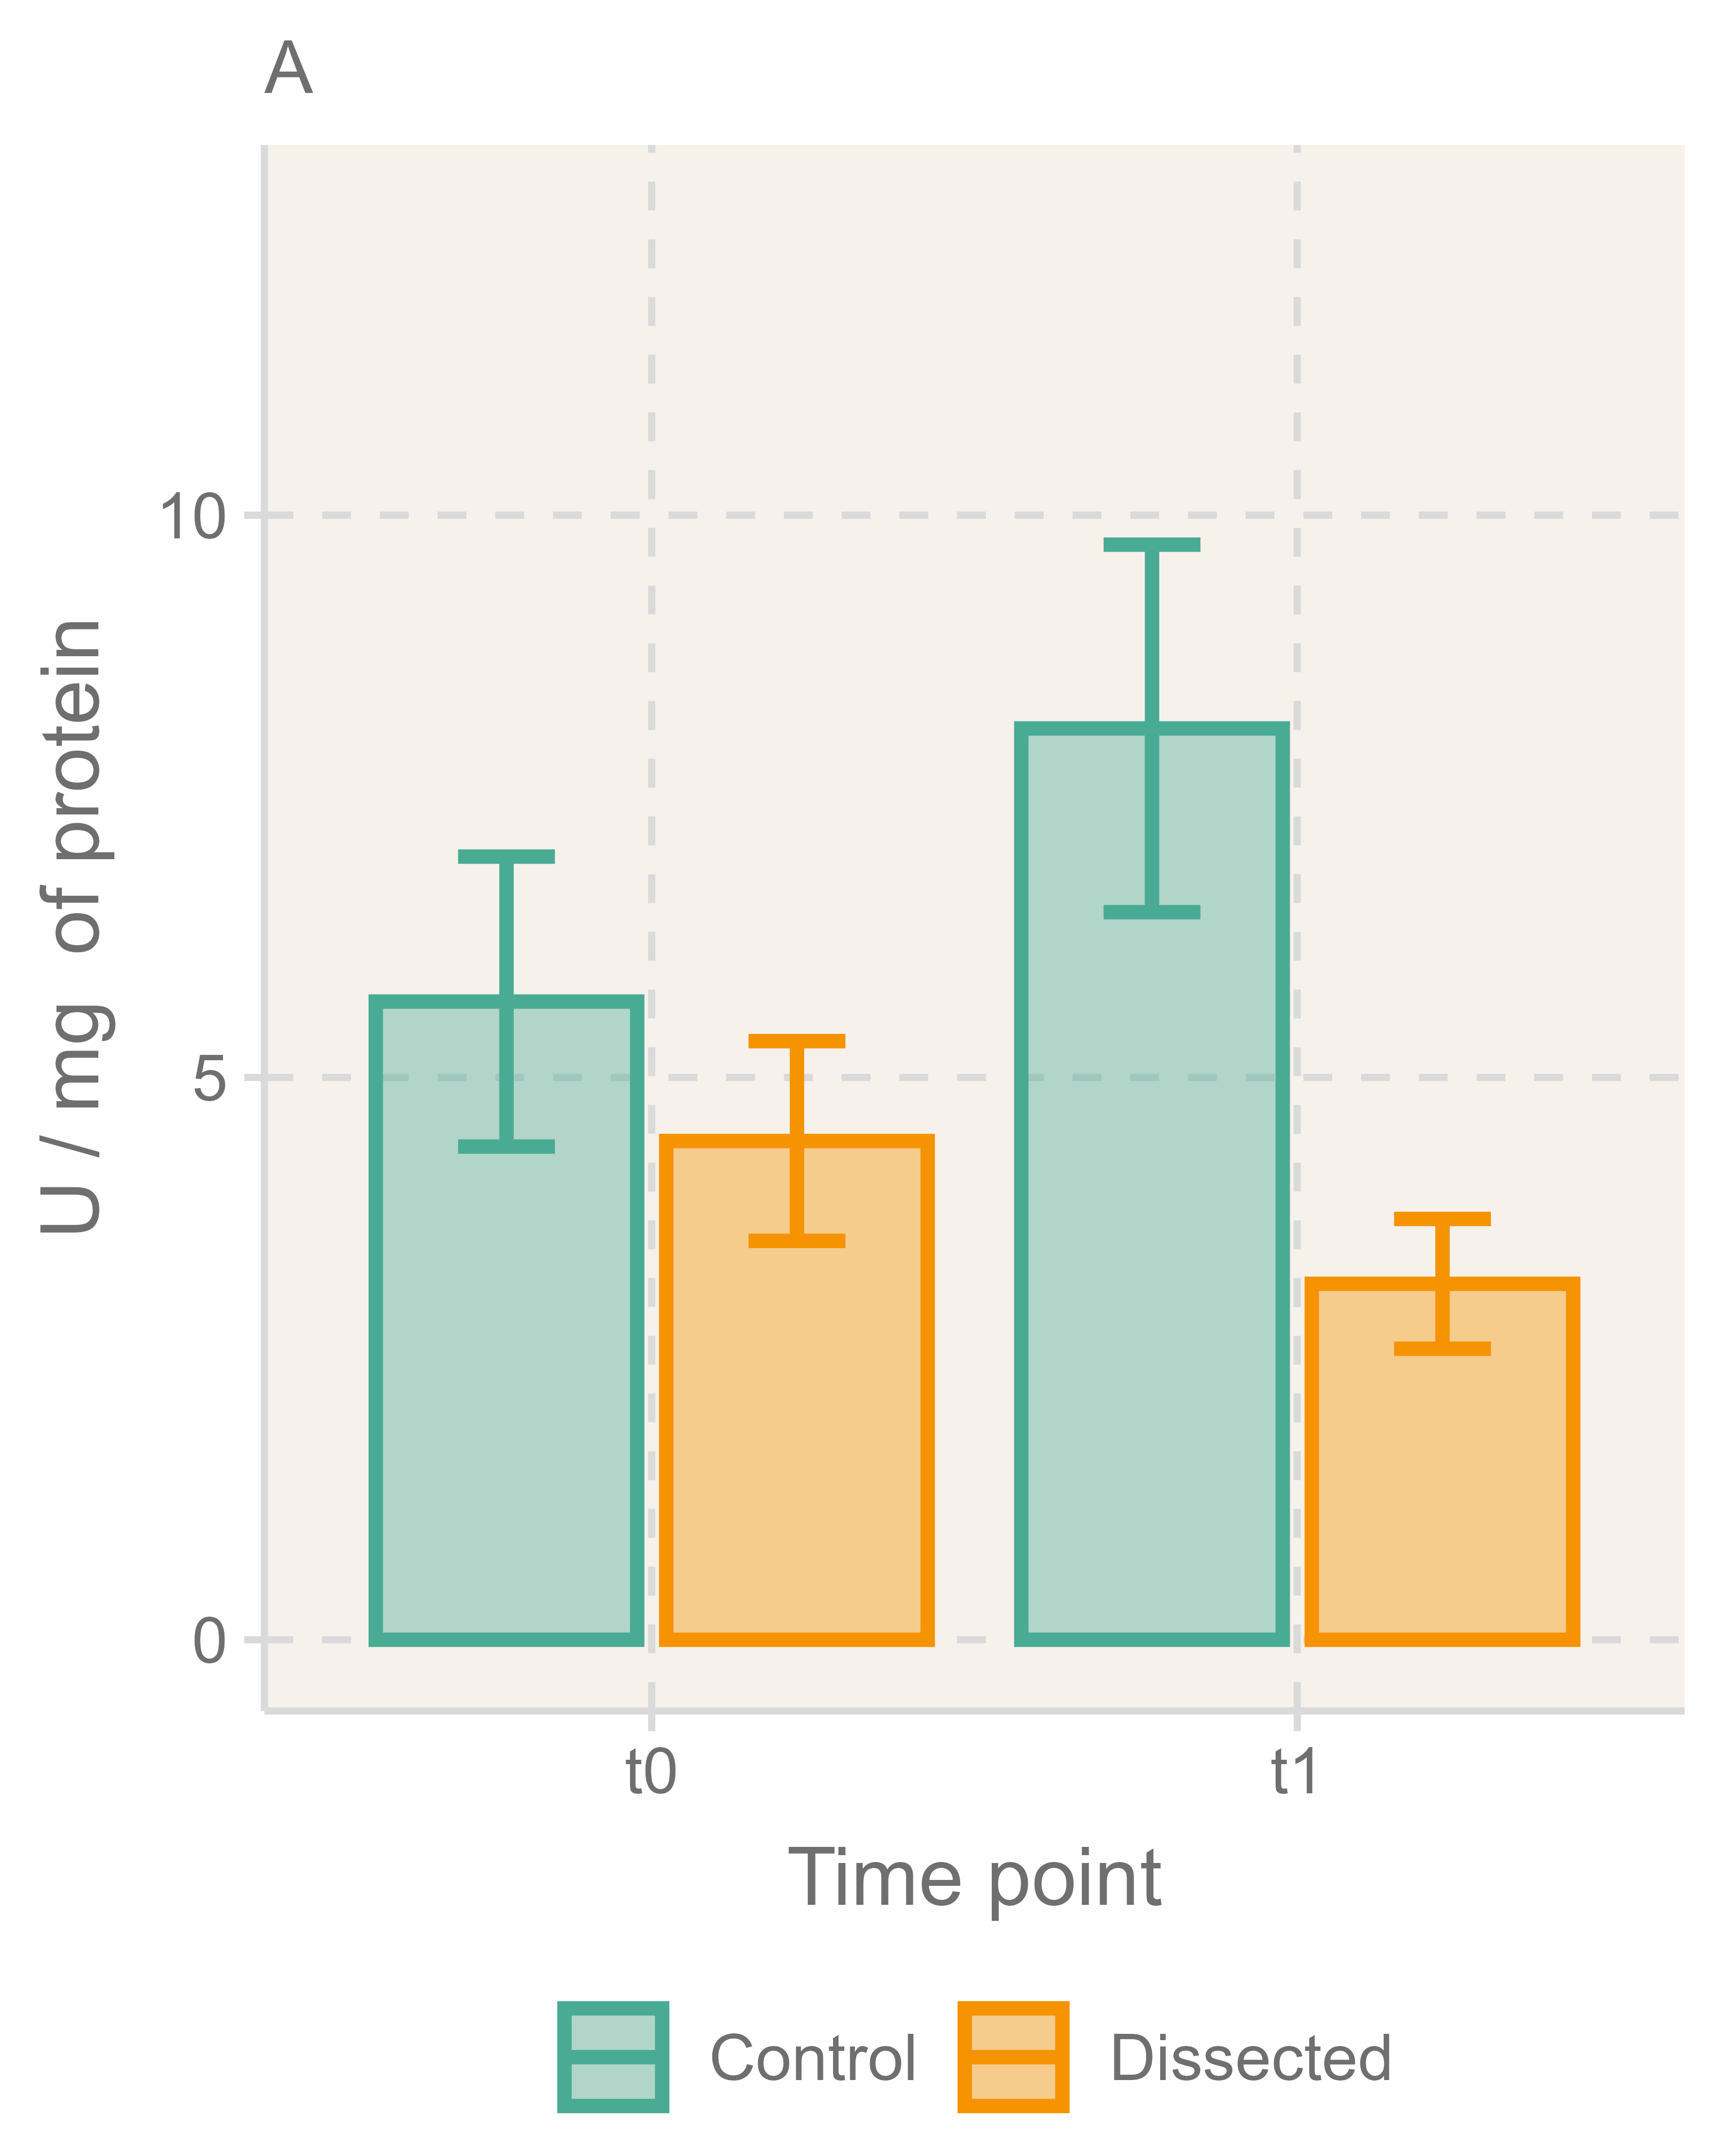 A
U / mg of protein
10
5
0
t0 t1
Time point
Control Dissected